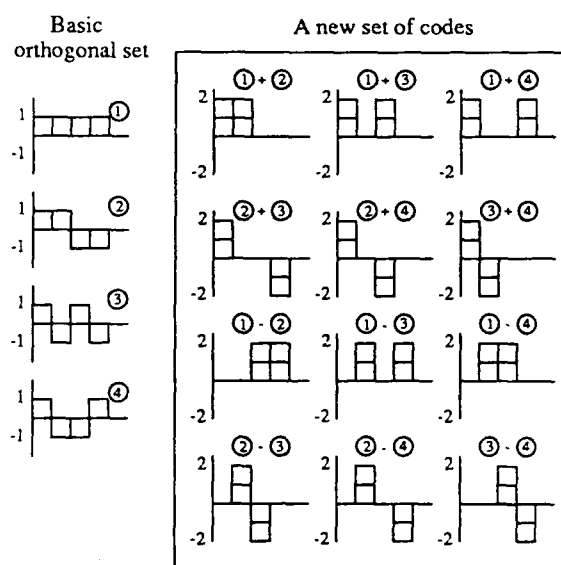 Basic
orthogonal set
A new set of codes
1
-1
①
1
-1
②
1
-1
③
1
-1
④
2
-2
① + ②
2
-2
① + ③
2
-2
① + ④
2
-2
② + ③
2
-2
② + ④
2
-2
③ + ④
2
-2
① - ②
2
-2
① - ③
2
-2
① - ④
2
-2
② - ③
2
-2
② - ④
2
-2
③ - ④